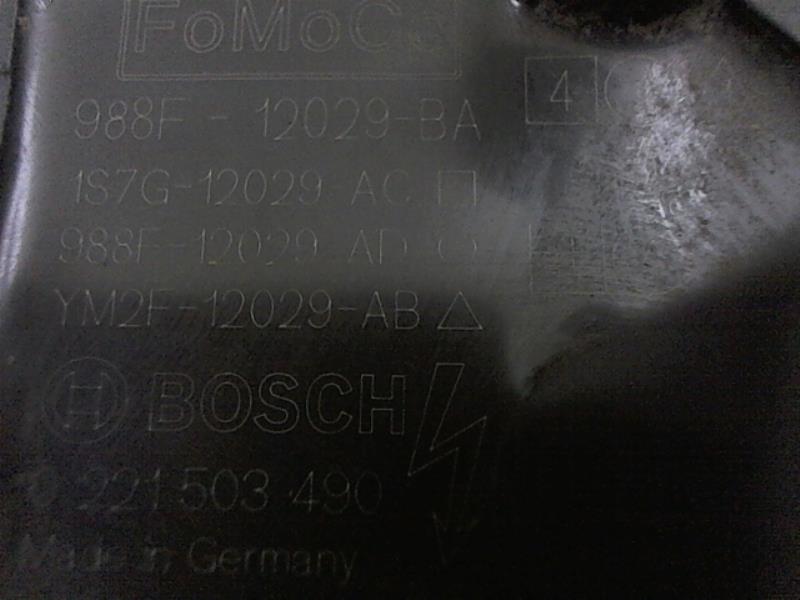 FoMoCo
4
988F - 12029-BA
1S7G-12029-AC
988F-12029 AD
YM2F-12029-AB
BOSCH
0 221 503 490
Made in Germany